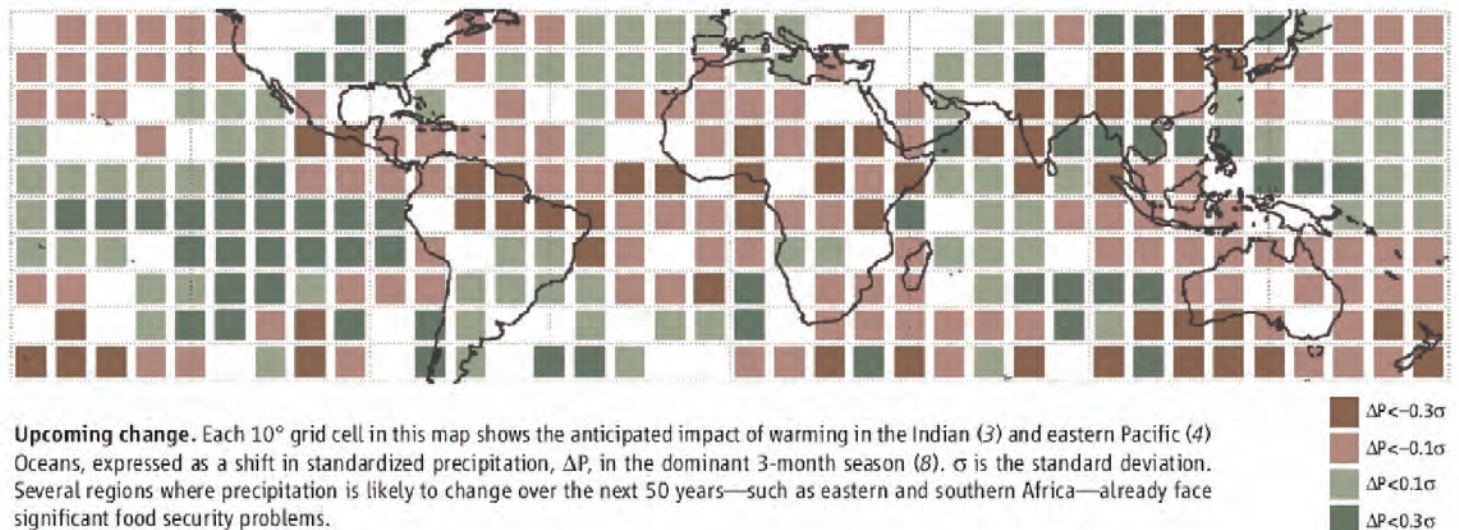 Upcoming change. Each 10° grid cell in this map shows the anticipated impact of warming in the Indian (3) and eastern Pacific (4)
Oceans, expressed as a shift in standardized precipitation, ΔP, in the dominant 3-month season (8). σ is the standard deviation.
Several regions where precipitation is likely to change over the next 50 years—such as eastern and southern Africa—already face
significant food security problems.
ΔP<–0.3σ
ΔP<–0.1σ
ΔP<0.1σ
ΔP<0.3σ